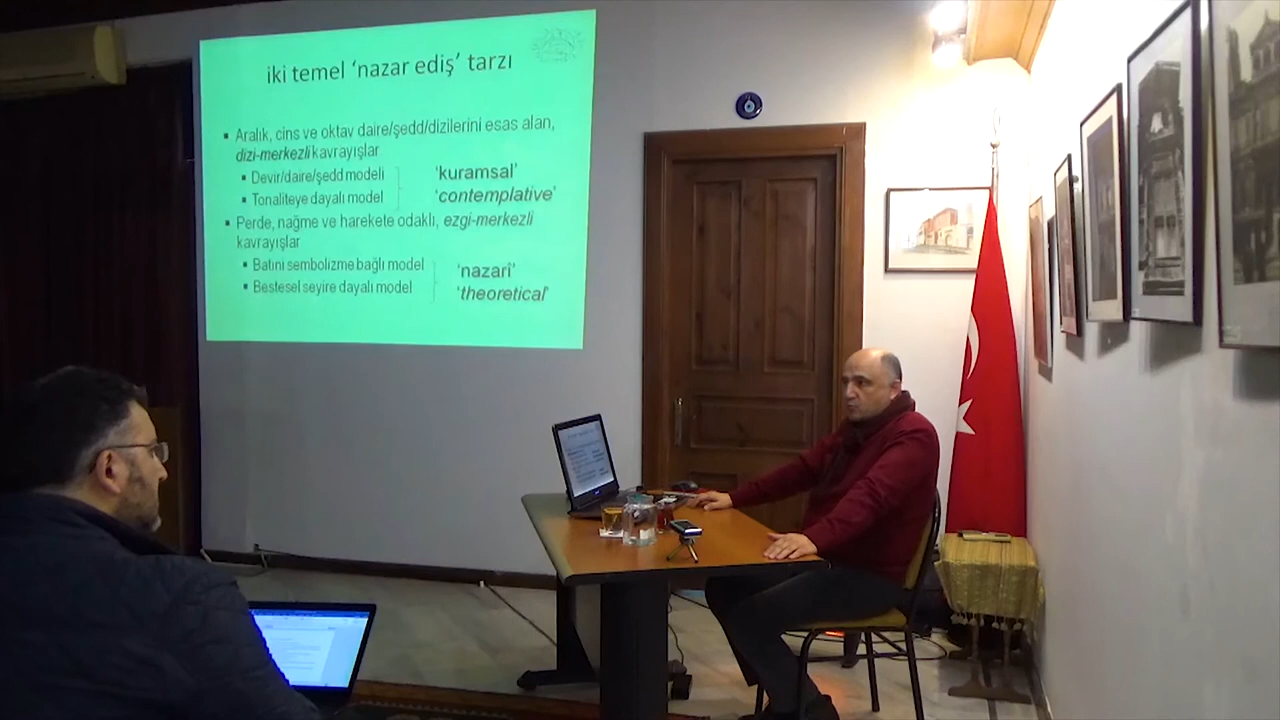 iki temel ‘nazar ediş’ tarzı
Aralık, cins ve oktav daire/şedd/dizilerini esas alan,
dizi-merkezli kavrayışlar
Devir/daire/şedd modeli
‘kuramsal’
Tonaliteye dayalı model
‘contemplative’
Perde, nağme ve harekete odaklı, ezgi-merkezli
kavrayışlar
Batıni sembolizme bağlı model
‘nazarî’
Bestesel seyire dayalı model
‘theoretical’